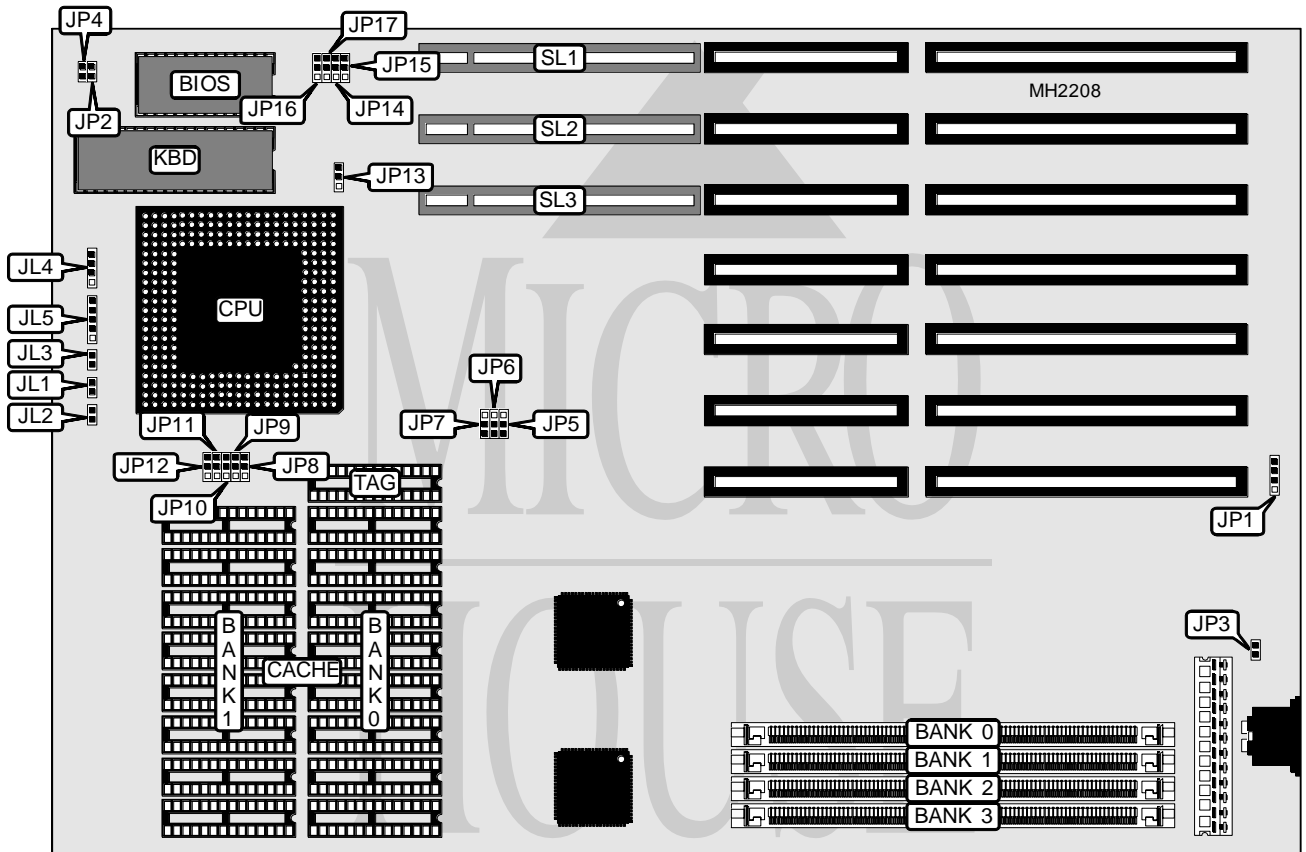 JP4
JP17
BIOS
JP15
SL1
MH2208
JP2
JP16
JP14
SL2
KBD
JP13
SL3
JL4
CPU
JL5
JL3
JL1
JL2
JP6
JP7
JP5
JP11
JP9
JP12
JP8
TAG
JP10
JP1
BANK 1
CACHE
BANK 0
JP3
BANK 0
BANK 1
BANK 2
BANK 3
MICRO
HOUSE